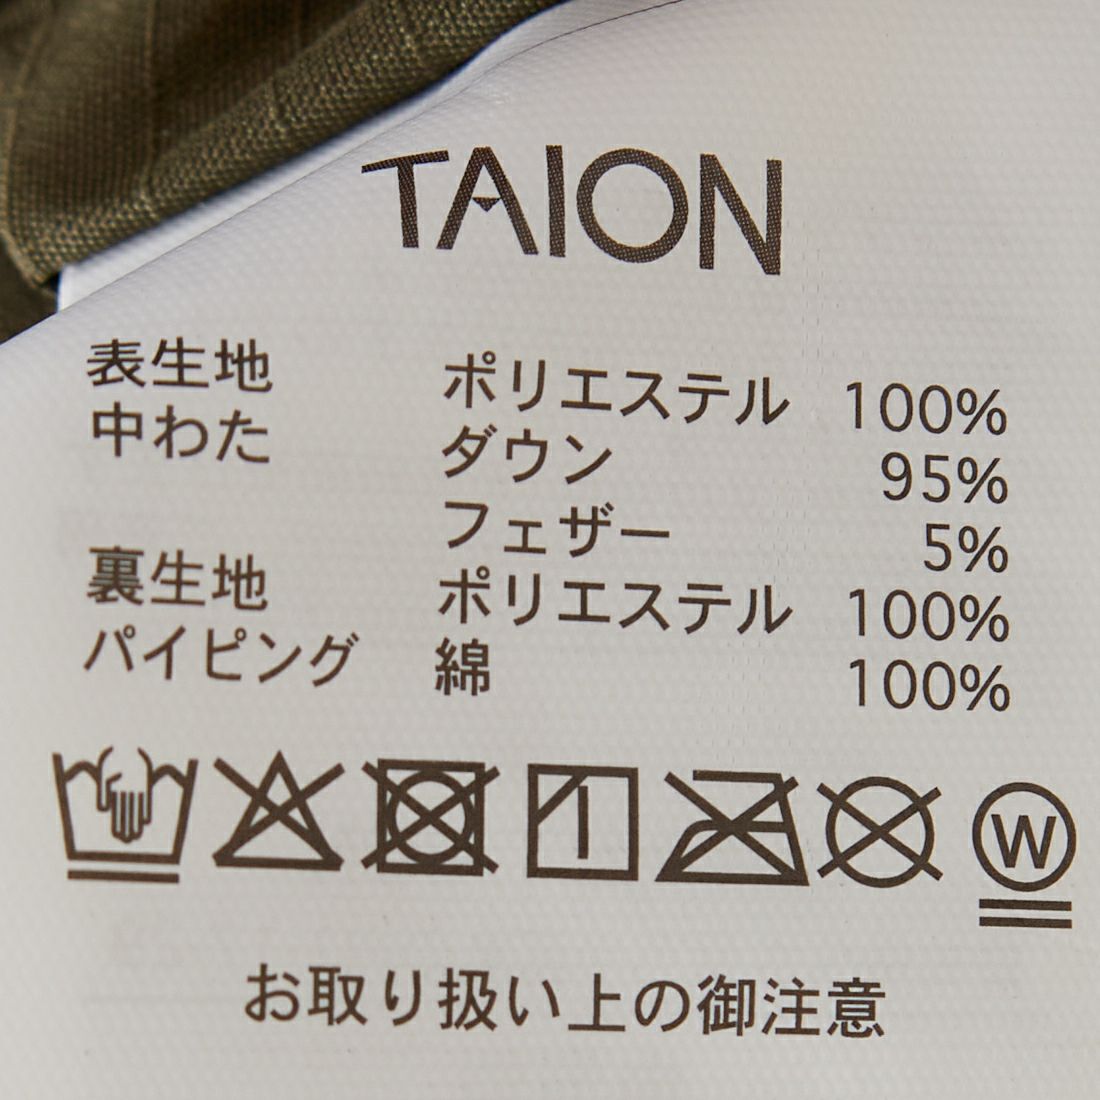 TAION
表生地 ポリエステル 100%
中わた ダウン 95%
フェザー 5%
裏生地 ポリエステル 100%
パイピング 綿 100%
W
お取り扱い上の御注意